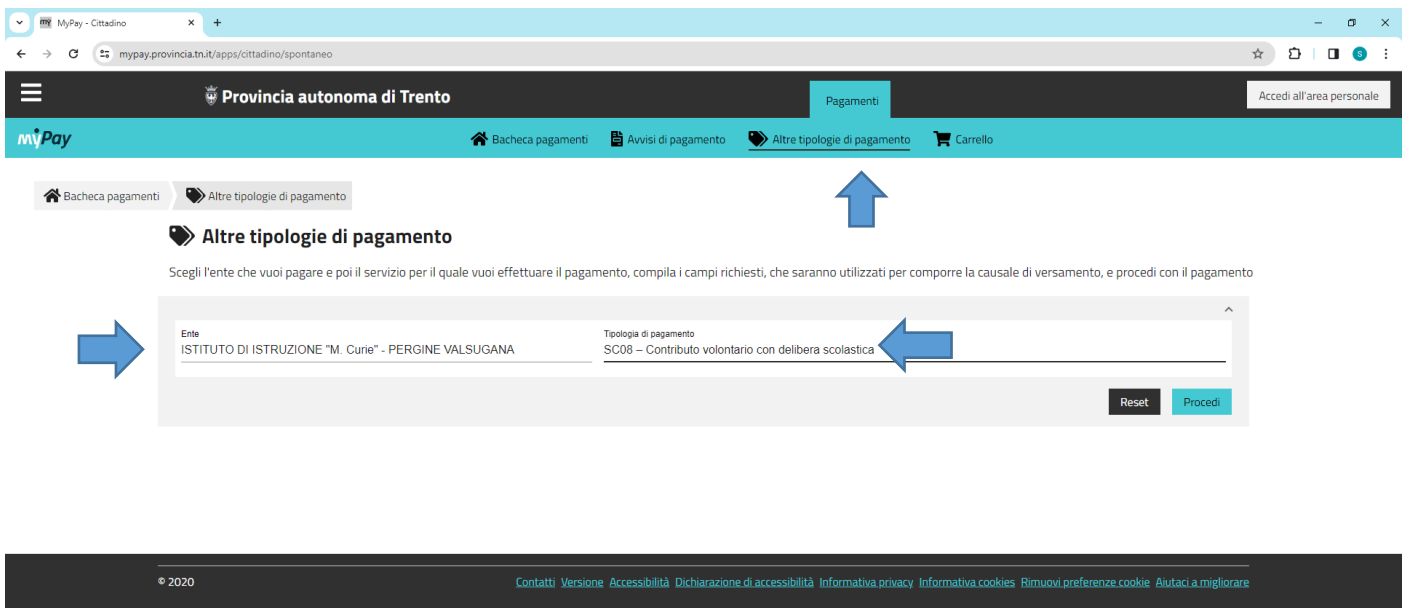 my MyPay - Cittadino
mypay.provincia.tn.it/apps/cittadino/spontaneo
S
Provincia autonoma di Trento
Pagamenti
Accedi all'area personale
myPay
Bacheca pagamenti
Avvisi di pagamento
Altre tipologie di pagamento
Carrello
Bacheca pagamenti
Altre tipologie di pagamento
Altre tipologie di pagamento
Scegli l'ente che vuoi pagare e poi il servizio per il quale vuoi effettuare il pagamento, compila i campi richiesti, che saranno utilizzati per comporre la causale di versamento, e procedi con il pagamento
Ente
ISTITUTO DI ISTRUZIONE "M. Curie" - PERGINE VALSUGANA
Tipologia di pagamento
SC08 – Contributo volontario con delibera scolastica
Reset
Procedi
© 2020
Contatti Versione Accessibilità Dichiarazione di accessibilità Informativa privacy Informativa cookies Rimuovi preferenze cookie Aiutaci a migliorare